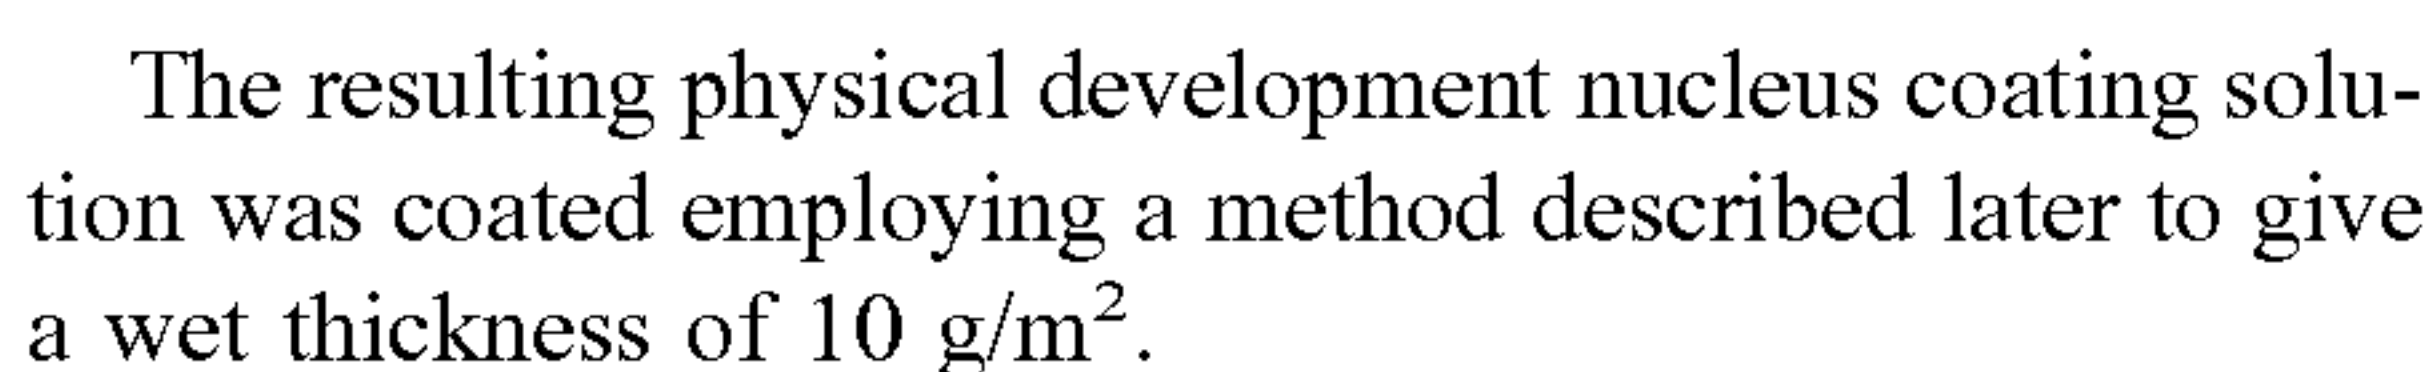 The resulting physical development nucleus coating solu-
tion was coated employing a method described later to give
a wet thickness of 10 g/m².